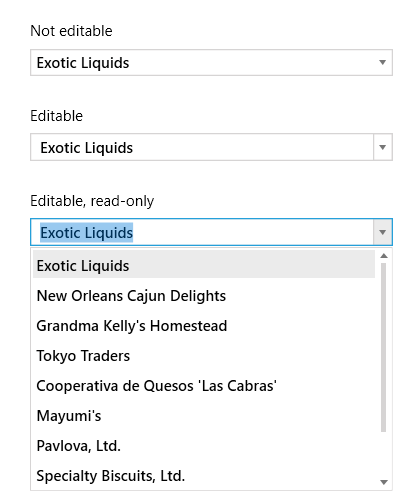 Not editable
Exotic Liquids
Editable
Exotic Liquids
Editable, read-only
Exotic Liquids
Exotic Liquids
New Orleans Cajun Delights
Grandma Kelly's Homestead
Tokyo Traders
Cooperativa de Quesos 'Las Cabras'
Mayumi's
Pavlova, Ltd.
Specialty Biscuits, Ltd.